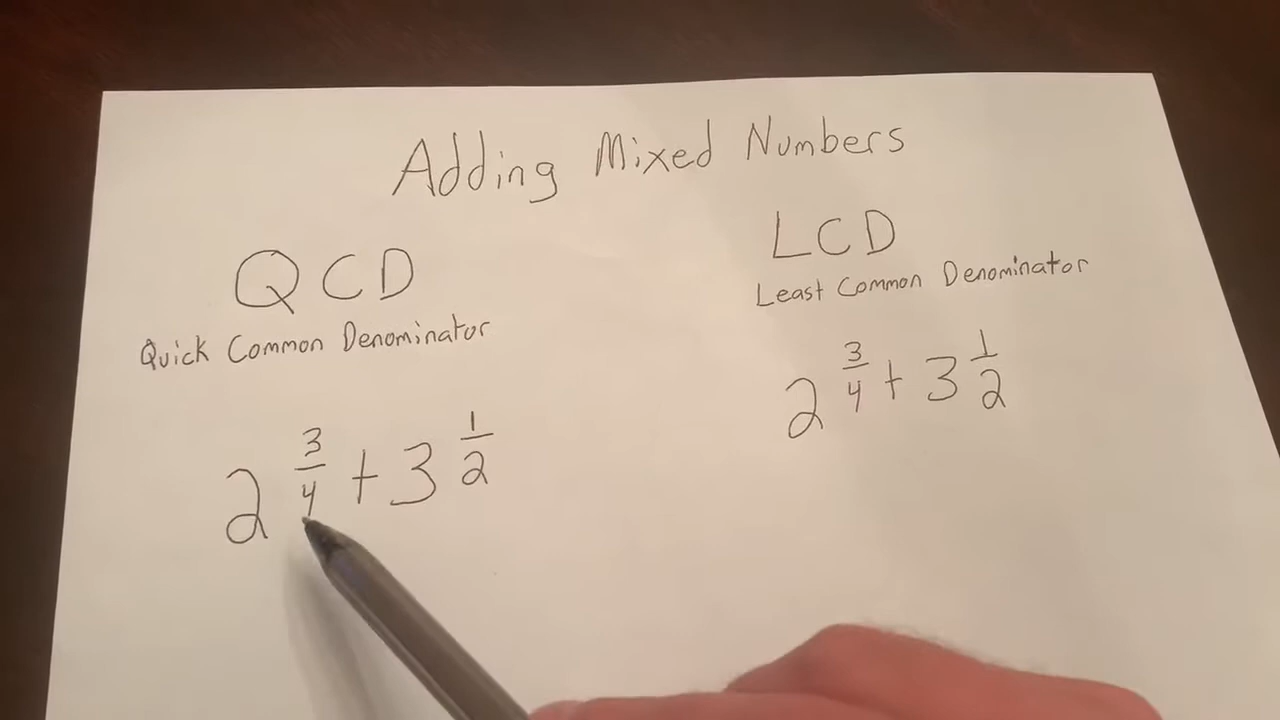 Adding Mixed Numbers
QCD
Quick Common Denominator
2 3/4 + 3 1/2
LCD
Least Common Denominator
2 3/4 + 3 1/2